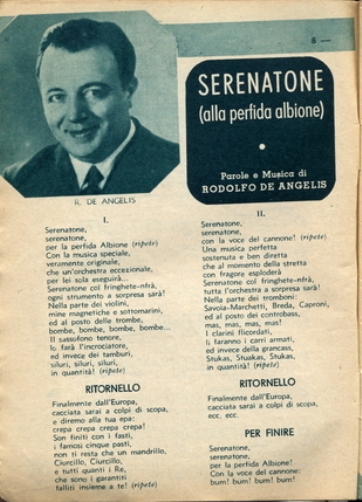 8 —
SERENATONE
(alla perfida albione)
•
Parole e Musica di
RODOLFO DE ANGELIS
R. DE ANGELIS
I.
Serenatone,
serenatone,
per la perfida Albione (ripete)
Con la musica speciale,
veramente originale,
che un'orchestra eccezionale,
per lei sola eseguirà...
Serenatone col fringhete-nfrà,
ogni strumento a sorpresa sarà!
Nella parte dei violini,
mine magnetiche e sottomarini,
ed al posto delle trombe,
bombe, bombe, bombe, bombe...
Il sassofono tenore,
lo farà l'incrociatore,
ed invece dei tamburi,
siluri, siluri, siluri,
in quantità! (ripete)
RITORNELLO
Finalmente dall'Europa,
cacciata sarai a colpi di scopa,
e diremo alla tua epa:
crepa crepa crepa crepa!
Son finiti con i fasti,
i famosi cinque pasti,
non ti resta che un mandrillo,
Ciurcillo, Ciurcillo,
e tutti quanti i Re,
che sono i garantiti
falliti insieme a te! (ripete)
II.
Serenatone,
serenatone,
con la voce del cannone! (ripete)
Una musica perfetta
sostenuta e ben diretta
che al momento della stretta
con fragore esploderà
Serenatone col fringhete-nfrà,
tutta l'orchestra a sorpresa sarà!
Nella parte dei tromboni:
Savoia-Marchetti, Breda, Caproni,
ed al posto dei controbass,
mas, mas, mas, mas!
I clarini flicordati,
li faranno i carri armati,
ed invece della grancass,
Stukas, Stukas, Stukas,
in quantità! (ripete)
RITORNELLO
Finalmente dall'Europa,
cacciata sarai a colpi di scopa,
ecc. ecc.
PER FINIRE
Serenatone,
serenatone,
per la perfida Albione!
Con la voce del cannone:
bum! bum! bum! bum!